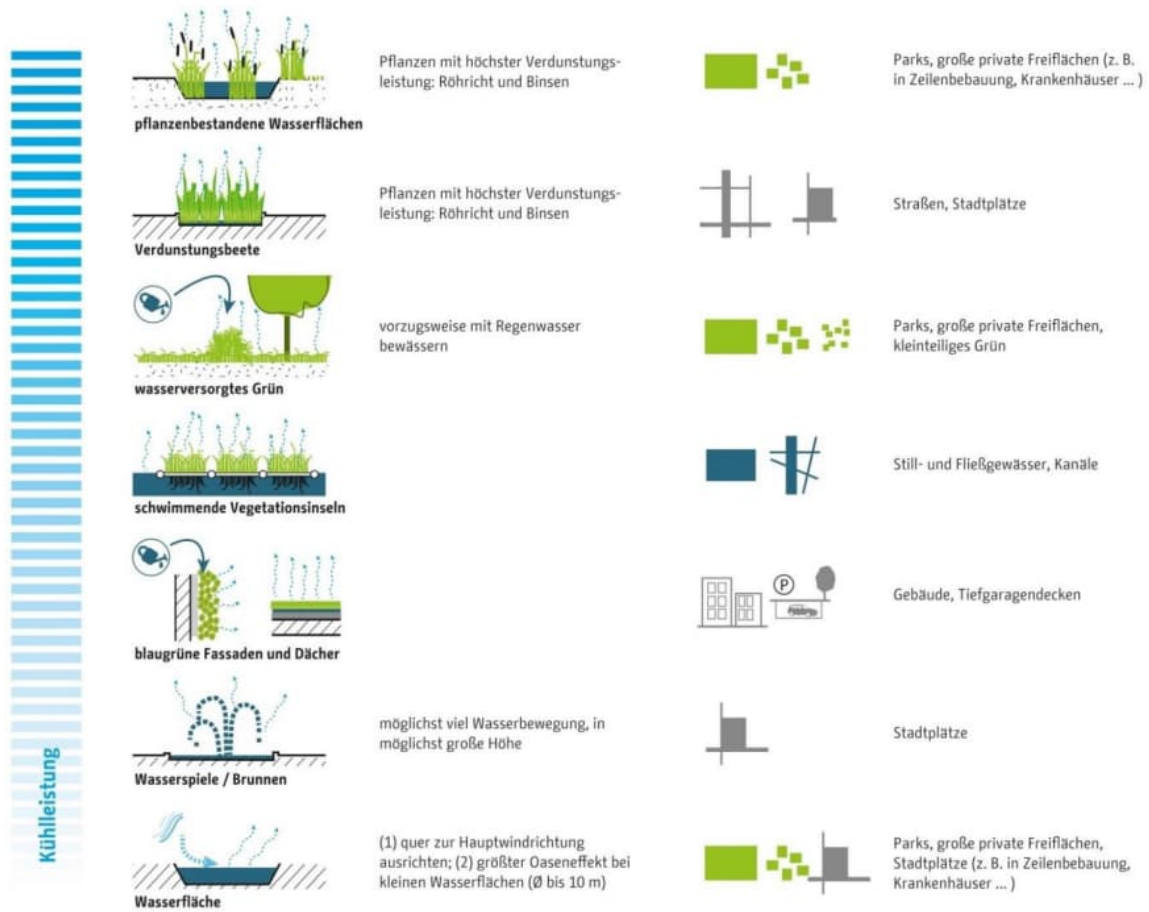 Pflanzen mit höchster Verdunstungs-
leistung: Röhricht und Binsen
Parks, große private Freiflächen (z. B.
in Zeilenbebauung, Krankenhäuser ... )
pflanzenbestandene Wasserflächen
Pflanzen mit höchster Verdunstungs-
leistung: Röhricht und Binsen
Straßen, Stadtplätze
Verdunstungsbeete
vorzugsweise mit Regenwasser
bewässern
Parks, große private Freiflächen,
kleinteiliges Grün
wasserversorgtes Grün
Still- und Fließgewässer, Kanäle
schwimmende Vegetationsinseln
P
Gebäude, Tiefgaragendecken
blaugrüne Fassaden und Dächer
möglichst viel Wasserbewegung, in
möglichst große Höhe
Stadtplätze
Wasserspiele / Brunnen
(1) quer zur Hauptwindrichtung
ausrichten; (2) größter Oaseneffekt bei
kleinen Wasserflächen (Ø bis 10 m)
Parks, große private Freiflächen,
Stadtplätze (z. B. in Zeilenbebauung,
Krankenhäuser ... )
Wasserfläche
Kühlleistung